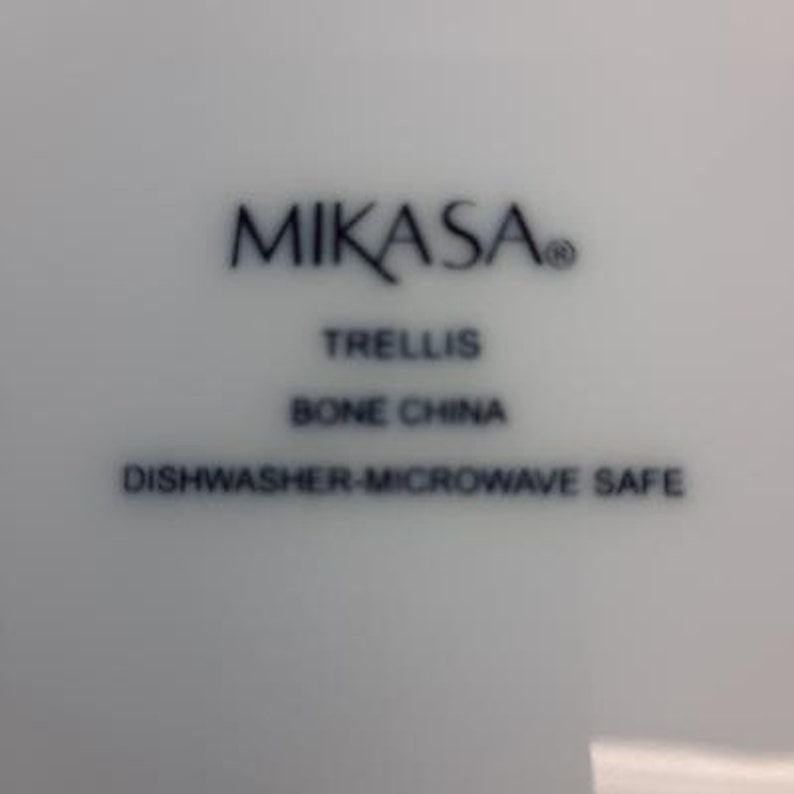 MIKASA®
TRELLIS
BONE CHINA
DISHWASHER-MICROWAVE SAFE